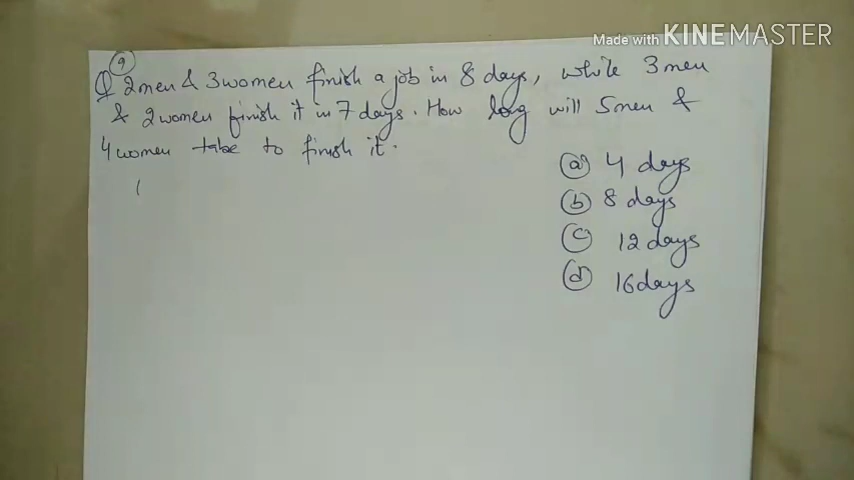 Made with KINEMASTER
9
Q 2men & 3women finish a job in 8 days, while 3men
& 2women finish it in 7 days. How long will 5men &
4women take to finish it.
(a) 4 days
(b) 8 days
(c) 12 days
(d) 16days
(